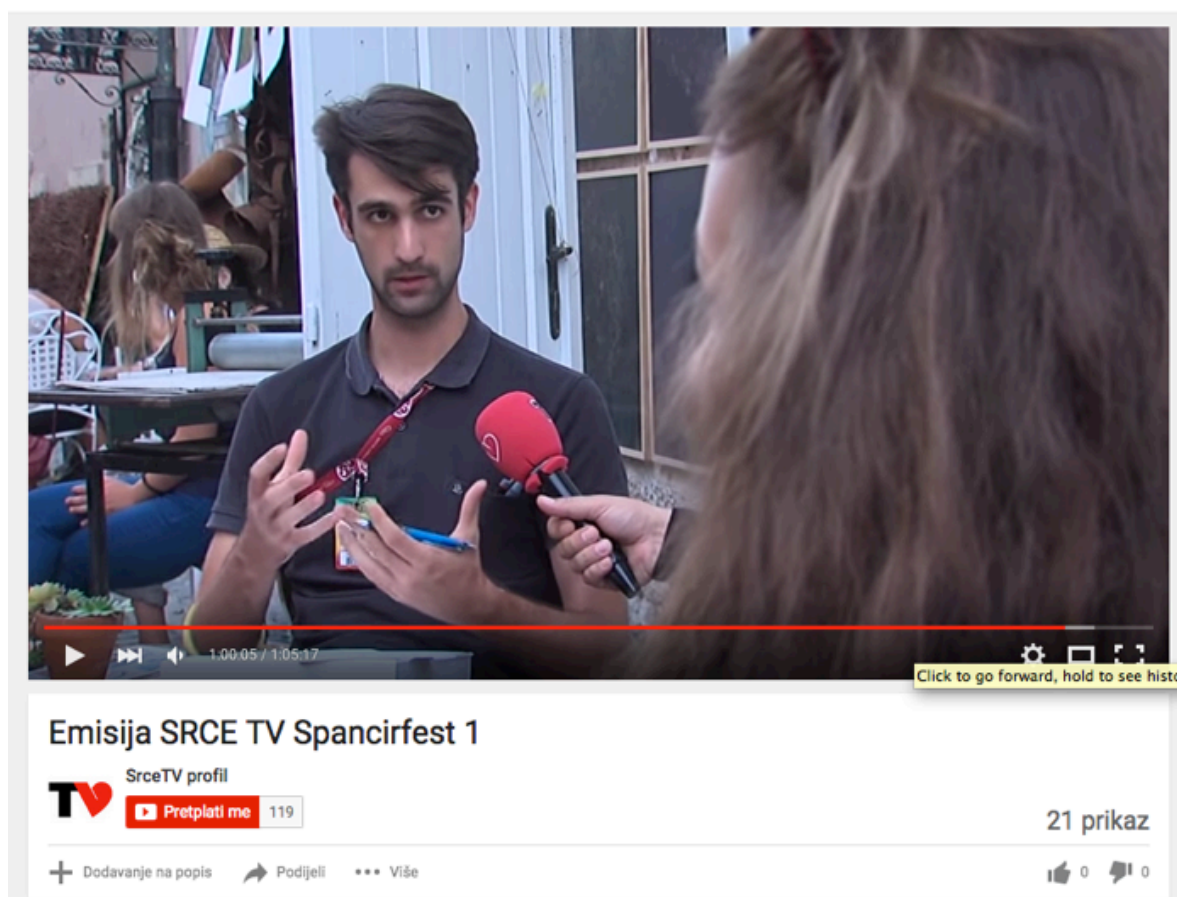 1:00:05 / 1:05:17
Click to go forward, hold to see histo
Emisija SRCE TV Spancirfest 1
TV
SrceTV profil
Pretplati me 119
21 prikaz
Dodavanje na popis Podijeli Više 0 0